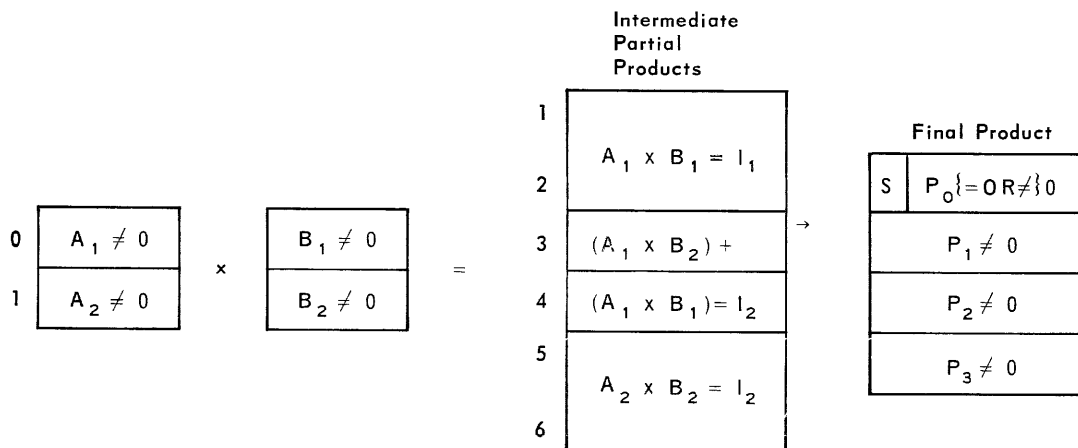 Intermediate
Partial
Products
1
A₁ x B₁ = I₁
2
3
(A₁ x B₂) +
4
(A₁ x B₁) = I₂
5
A₂ x B₂ = I₂
6
0
A₁ ≠ 0
1
A₂ ≠ 0
x
B₁ ≠ 0
B₂ ≠ 0
=
→
Final Product
S
P₀{=OR≠}0
P₁ ≠ 0
P₂ ≠ 0
P₃ ≠ 0